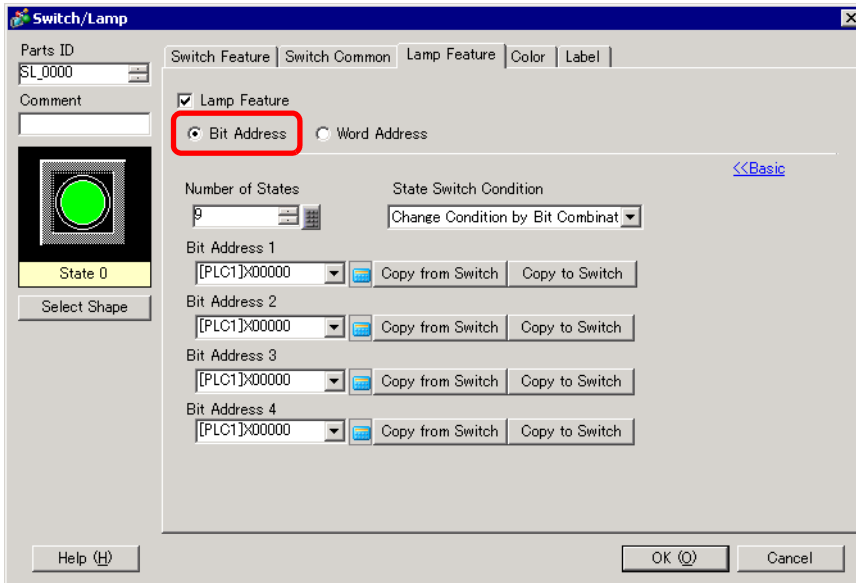 Switch/Lamp
Parts ID
SL_0000
Comment
State 0
Select Shape
Switch Feature Switch Common Lamp Feature Color Label
Lamp Feature
Bit Address Word Address
<<Basic
Number of States State Switch Condition
9 Change Condition by Bit Combinat
Bit Address 1
[PLC1]X00000 Copy from Switch Copy to Switch
Bit Address 2
[PLC1]X00000 Copy from Switch Copy to Switch
Bit Address 3
[PLC1]X00000 Copy from Switch Copy to Switch
Bit Address 4
[PLC1]X00000 Copy from Switch Copy to Switch
Help (H) OK (O) Cancel